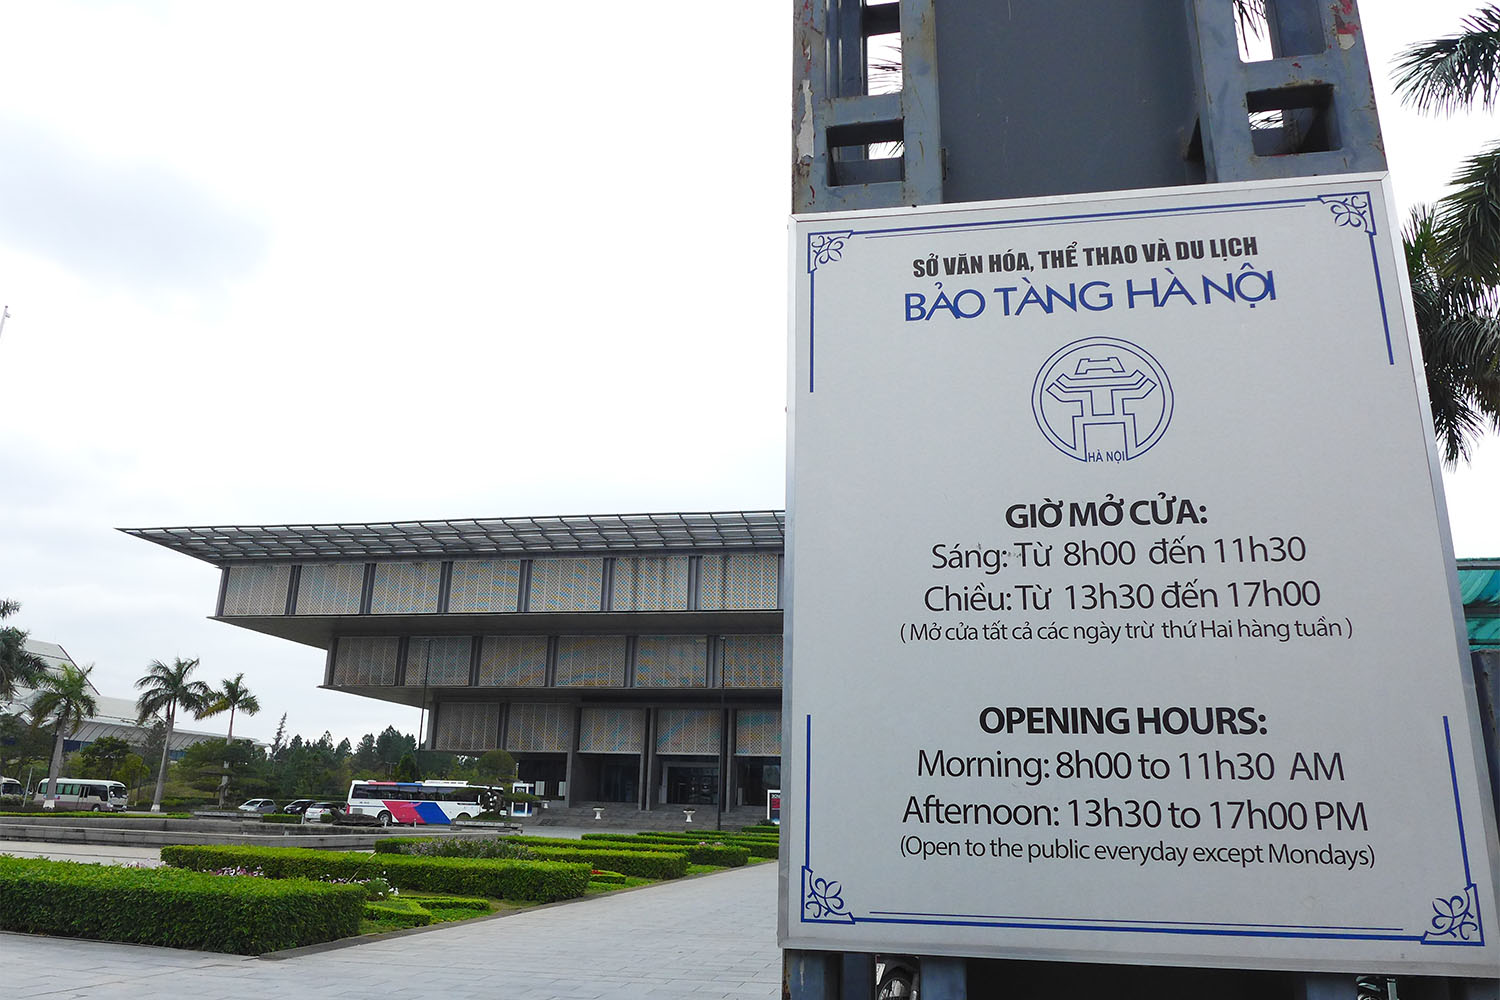 SỞ VĂN HÓA, THỂ THAO VÀ DU LỊCH
BẢO TÀNG HÀ NỘI
HÀ NỘI
GIỜ MỞ CỬA:
Sáng: Từ 8h00 đến 11h30
Chiều: Từ 13h30 đến 17h00
( Mở cửa tất cả các ngày trừ thứ Hai hàng tuần )
OPENING HOURS:
Morning: 8h00 to 11h30 AM
Afternoon: 13h30 to 17h00 PM
(Open to the public everyday except Mondays)